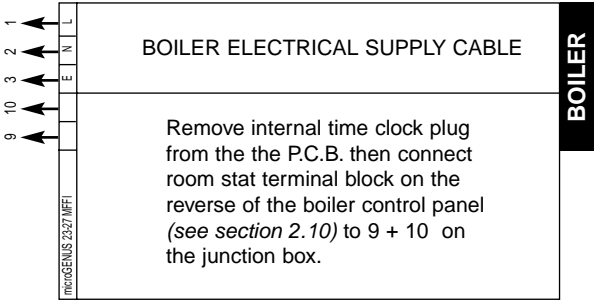 1 L
2 N
3 E
10
9
BOILER ELECTRICAL SUPPLY CABLE
Remove internal time clock plug
from the the P.C.B. then connect
room stat terminal block on the
reverse of the boiler control panel
(see section 2.10) to 9 + 10 on
the junction box.
microGENUS 23-27 MFFI
BOILER